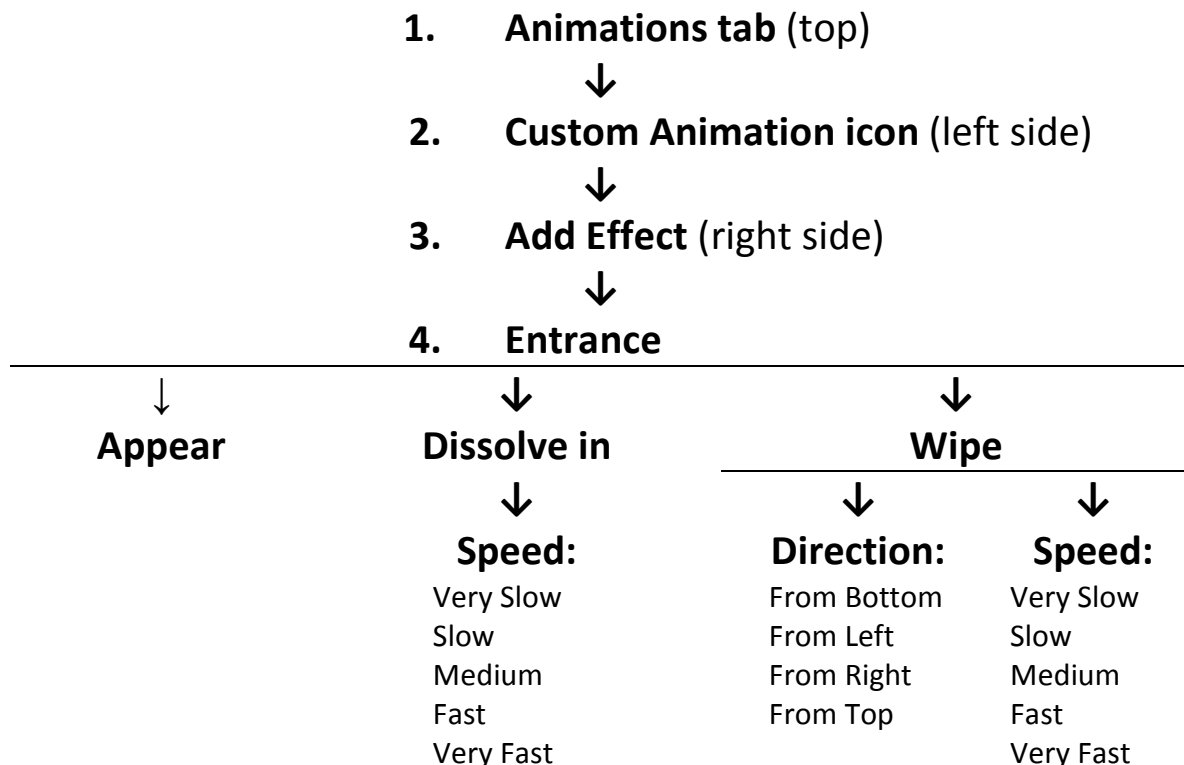 1. Animations tab (top)
↓
2. Custom Animation icon (left side)
↓
3. Add Effect (right side)
↓
4. Entrance
↓ ↓ ↓
Appear Dissolve in Wipe
↓ ↓ ↓
Speed: Direction: Speed:
Very Slow From Bottom Very Slow
Slow From Left Slow
Medium From Right Medium
Fast From Top Fast
Very Fast Very Fast